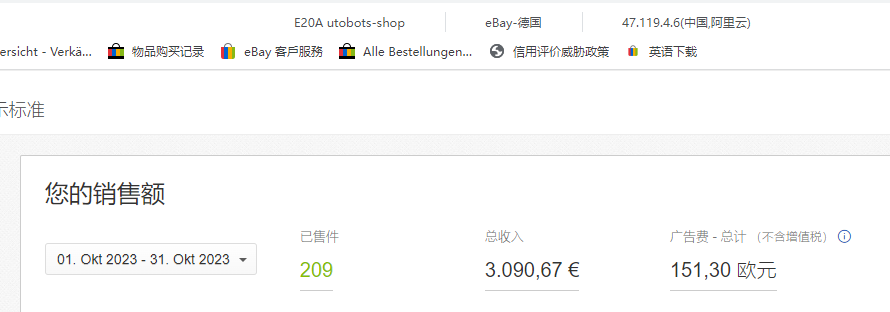 E20A utobots-shop eBay-德国 47.119.4.6(中国,阿里云)
ersicht - Verkä... 物品购买记录 eBay 客戶服務 Alle Bestellungen... 信用评价威胁政策 英语下载
示标准
您的销售额
已售件 总收入 广告费 - 总计 (不含增值税)
01. Okt 2023 - 31. Okt 2023
209 3.090,67 € 151,30 欧元